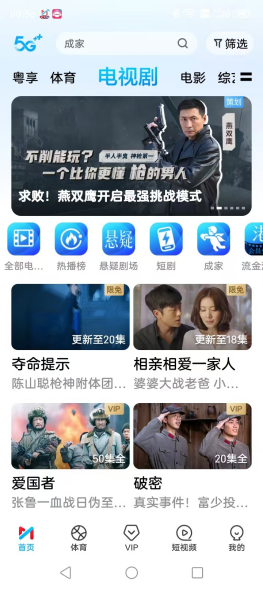 5G++
成家
筛选
粤享 体育 电视剧 电影 综
策划
燕双鹰
半人半鬼 神枪第一
不削能玩?
一个比你更懂枪的男人
求败!燕双鹰开启最强挑战模式
悬疑
港
全部电... 热播榜 悬疑剧场 短剧 成家 流金
限免
更新至20集
限免
更新至18集
夺命提示
陈山聪枪神附体团...
相亲相爱一家人
婆婆大战老爸 小...
VIP
50集全
VIP
20集全
爱国者
张鲁一血战日伪至...
破密
真实事件!富少投...
首页 体育 VIP 短视频 我的